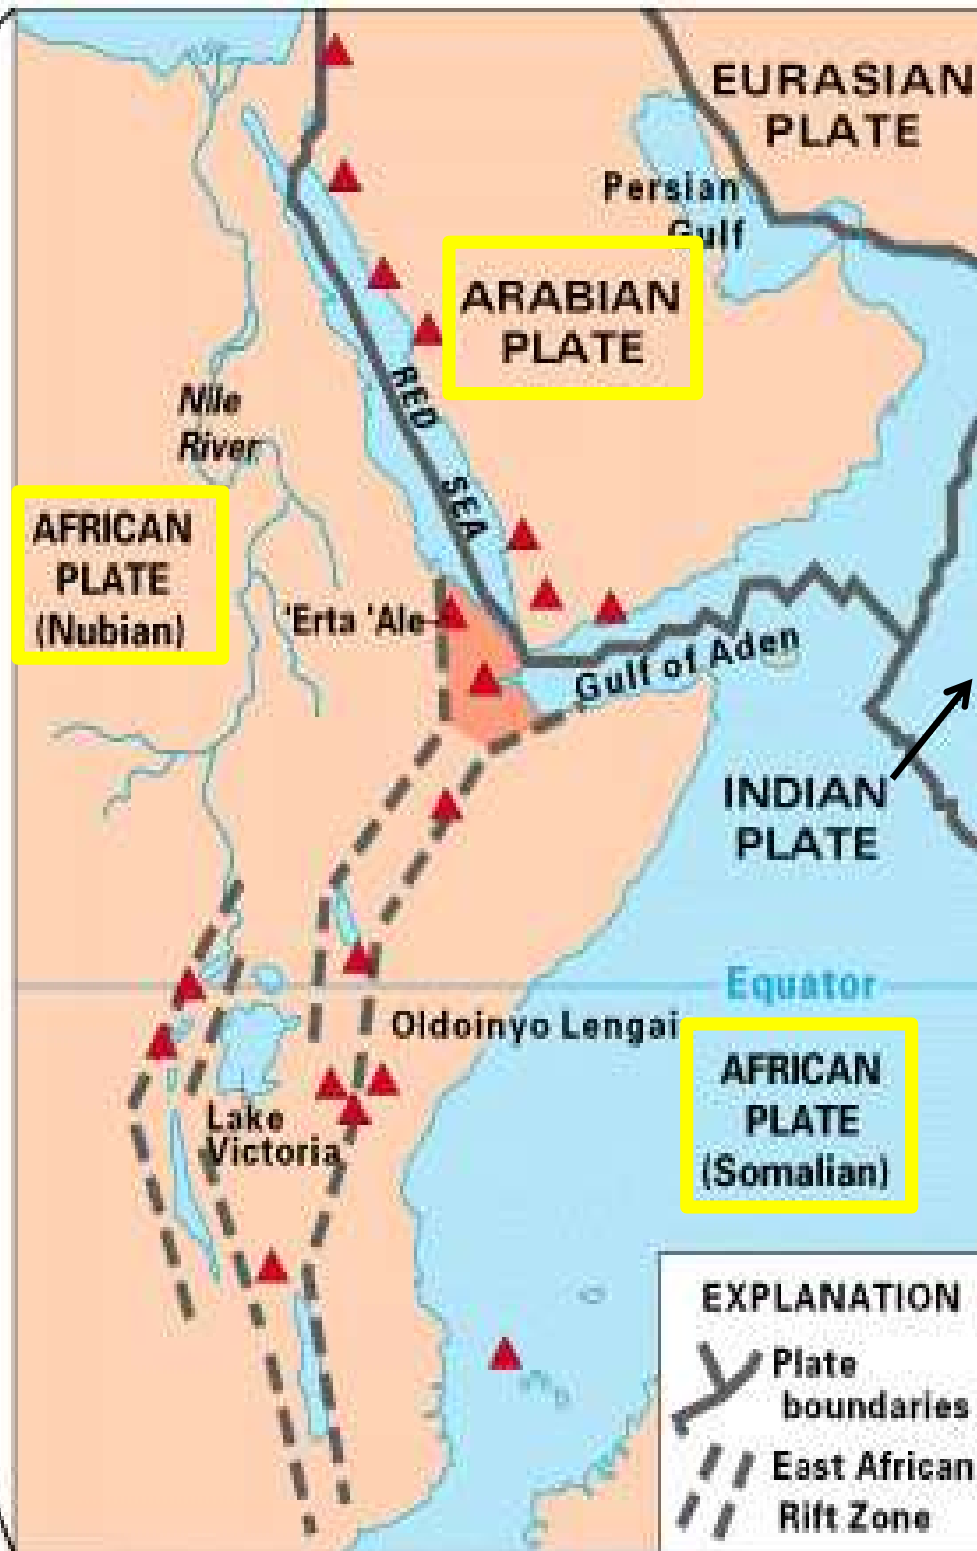 EURASIAN
PLATE
Persian
Gulf
ARABIAN
PLATE
RED
SEA
Nile
River
AFRICAN
PLATE
(Nubian)
'Erta 'Ale
Gulf of Aden
INDIAN
PLATE
Equator
Oldoinyo Lengai
AFRICAN
PLATE
(Somalian)
Lake
Victoria
EXPLANATION
Plate
boundaries
East African
Rift Zone